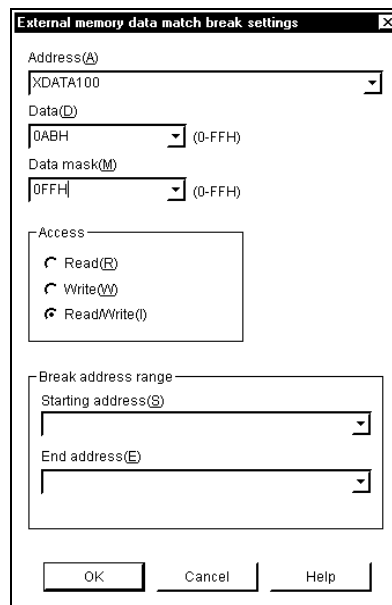 External memory data match break settings
Address(A)
XDATA100
Data(D)
0ABH (0-FFH)
Data mask(M)
0FFH (0-FFH)
Access
Read(R)
Write(W)
Read/Write(I)
Break address range
Starting address(S)
End address(E)
OK Cancel Help